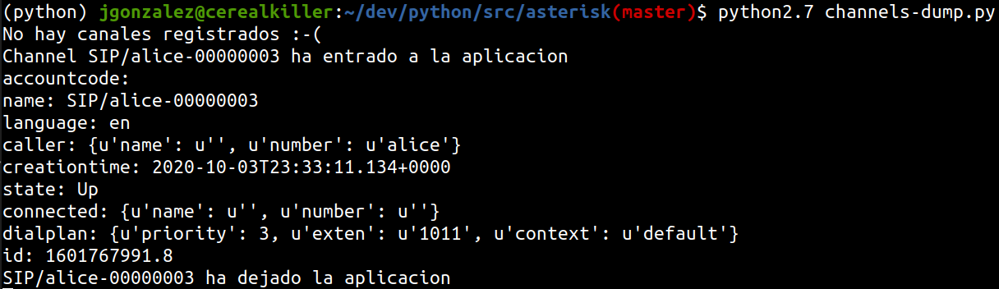 (python) jgonzalez@cerealkiller:~/dev/python/src/asterisk(master)$ python2.7 channels-dump.py
No hay canales registrados :-(
Channel SIP/alice-00000003 ha entrado a la aplicacion
accountcode:
name: SIP/alice-00000003
language: en
caller: {u'name': u'', u'number': u'alice'}
creationtime: 2020-10-03T23:33:11.134+0000
state: Up
connected: {u'name': u'', u'number': u''}
dialplan: {u'priority': 3, u'exten': u'1011', u'context': u'default'}
id: 1601767991.8
SIP/alice-00000003 ha dejado la aplicacion